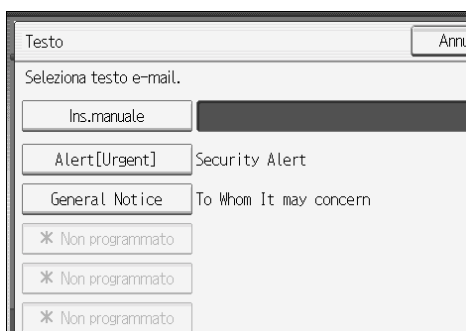 Testo Annu
Seleziona testo e-mail.
Ins.manuale
Alert[Urgent] Security Alert
General Notice To Whom It may concern
* Non programmato
* Non programmato
* Non programmato